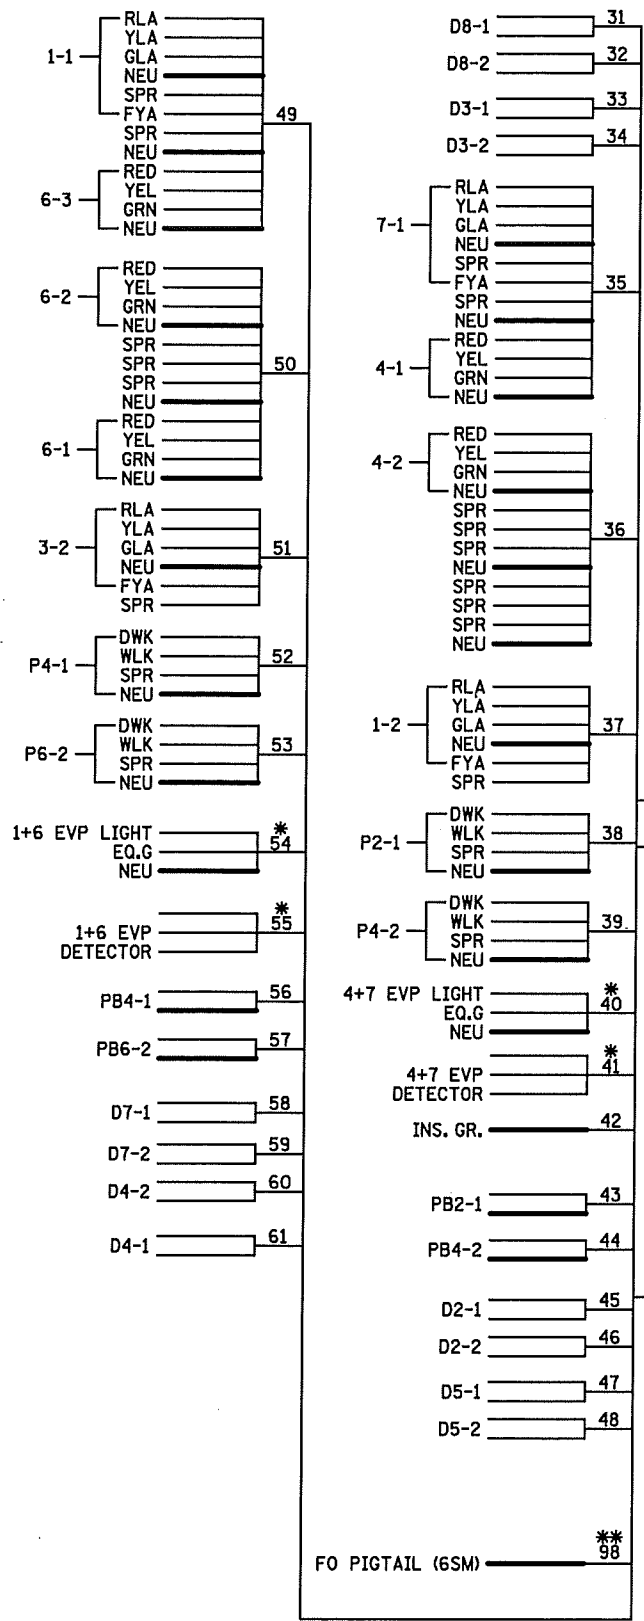 1-1
RLA
YLA
GLA
NEU
SPR
FYA
SPR
NEU
49
6-3
RED
YEL
GRN
NEU
6-2
RED
YEL
GRN
NEU
SPR
SPR
SPR
NEU
50
6-1
RED
YEL
GRN
NEU
3-2
RLA
YLA
GLA
NEU
FYA
SPR
51
P4-1
DWK
WLK
SPR
NEU
52
P6-2
DWK
WLK
SPR
NEU
53
1+6 EVP LIGHT
EQ.G
NEU
*
54
1+6 EVP
DETECTOR
*
55
PB4-1
56
PB6-2
57
D7-1
58
D7-2
59
D4-2
60
D4-1
61
D8-1
31
D8-2
32
D3-1
33
D3-2
34
7-1
RLA
YLA
GLA
NEU
SPR
FYA
SPR
NEU
35
4-1
RED
YEL
GRN
NEU
4-2
RED
YEL
GRN
NEU
SPR
SPR
SPR
NEU
SPR
SPR
SPR
NEU
36
1-2
RLA
YLA
GLA
NEU
FYA
SPR
37
P2-1
DWK
WLK
SPR
NEU
38
P4-2
DWK
WLK
SPR
NEU
39
4+7 EVP LIGHT
EQ.G
NEU
*
40
4+7 EVP
DETECTOR
*
41
INS. GR.
42
PB2-1
43
PB4-2
44
D2-1
45
D2-2
46
D5-1
47
D5-2
48
FO PIGTAIL (6SM)
**
98